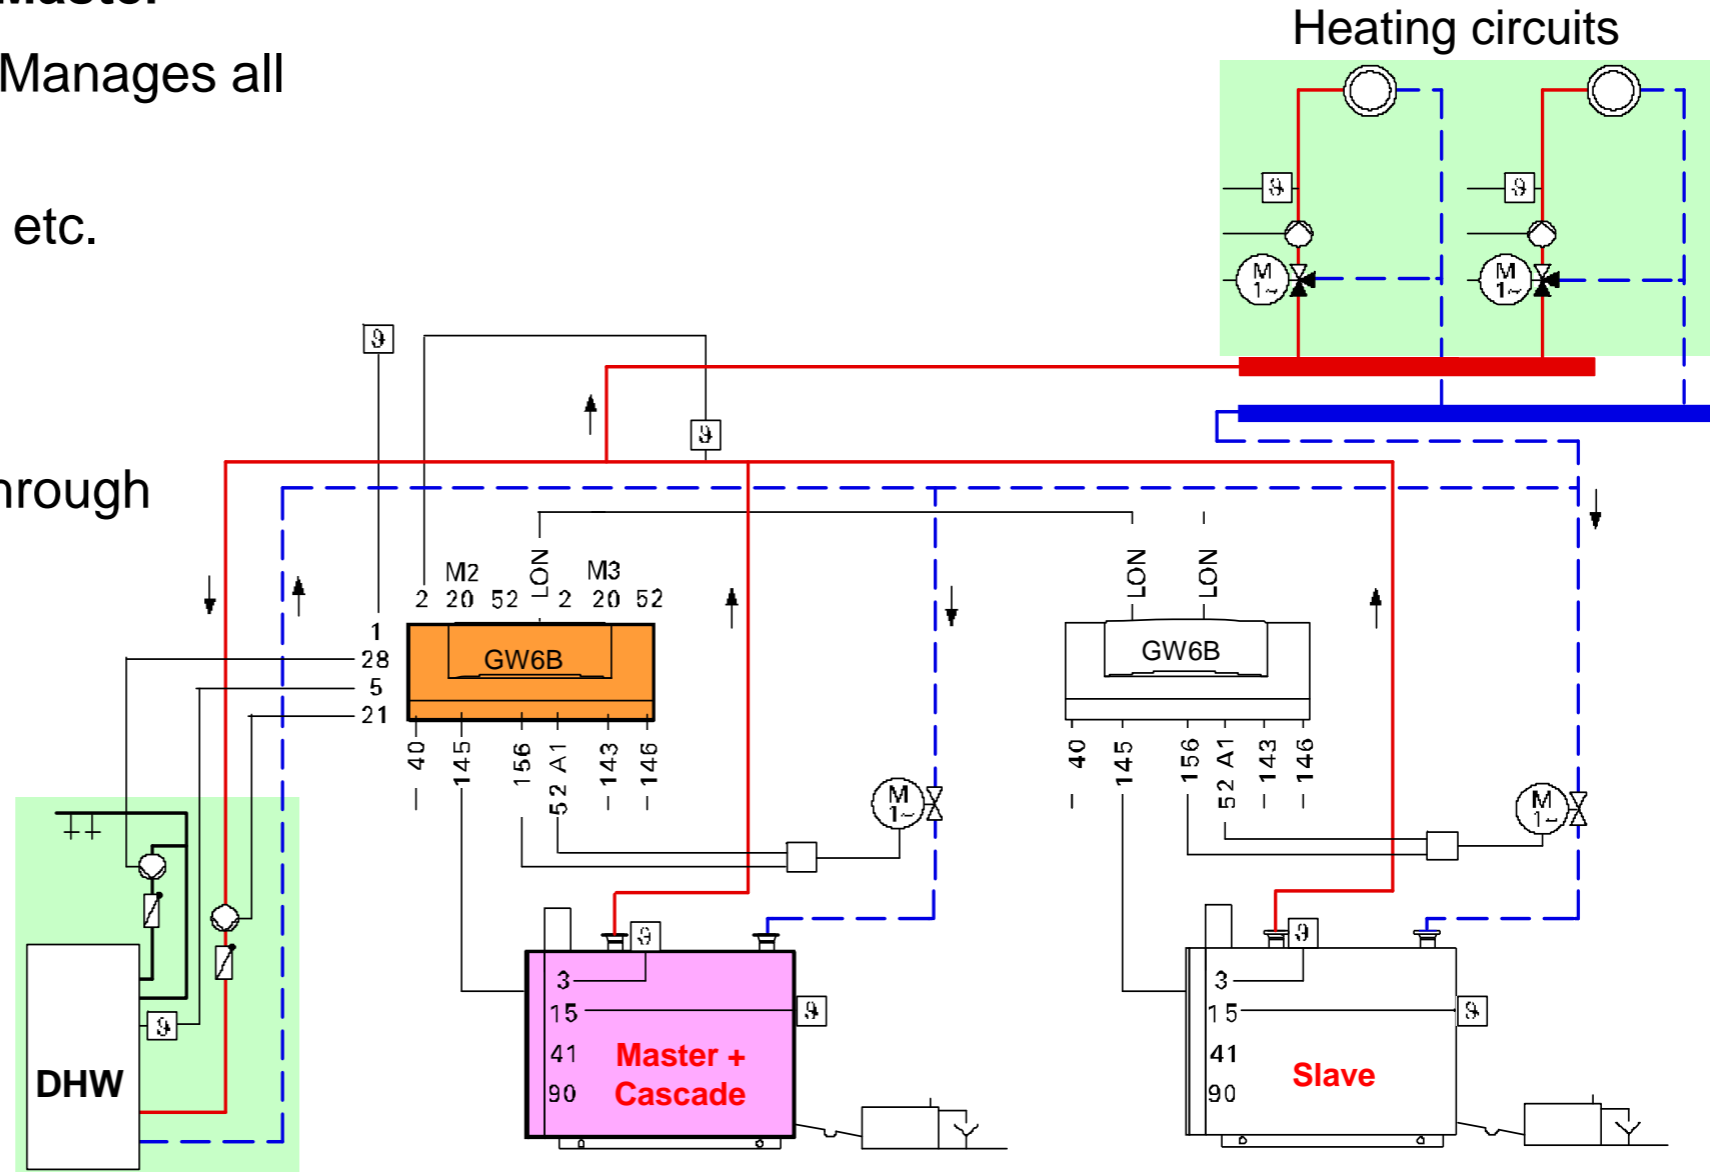 Master
Heating circuits
Manages all
etc.
through
M
1~
M
1~
ϑ
ϑ
ϑ
ϑ
LON
LON
LON
M2
M3
2
20
52
2
20
52
1
28
5
21
GW6B
GW6B
40
145
156
52 A1
143
146
40
145
156
52 A1
143
146
M
1~
M
1~
ϑ
ϑ
3
3
15
ϑ
15
ϑ
ϑ
41
Master +
Cascade
41
Slave
90
90
DHW